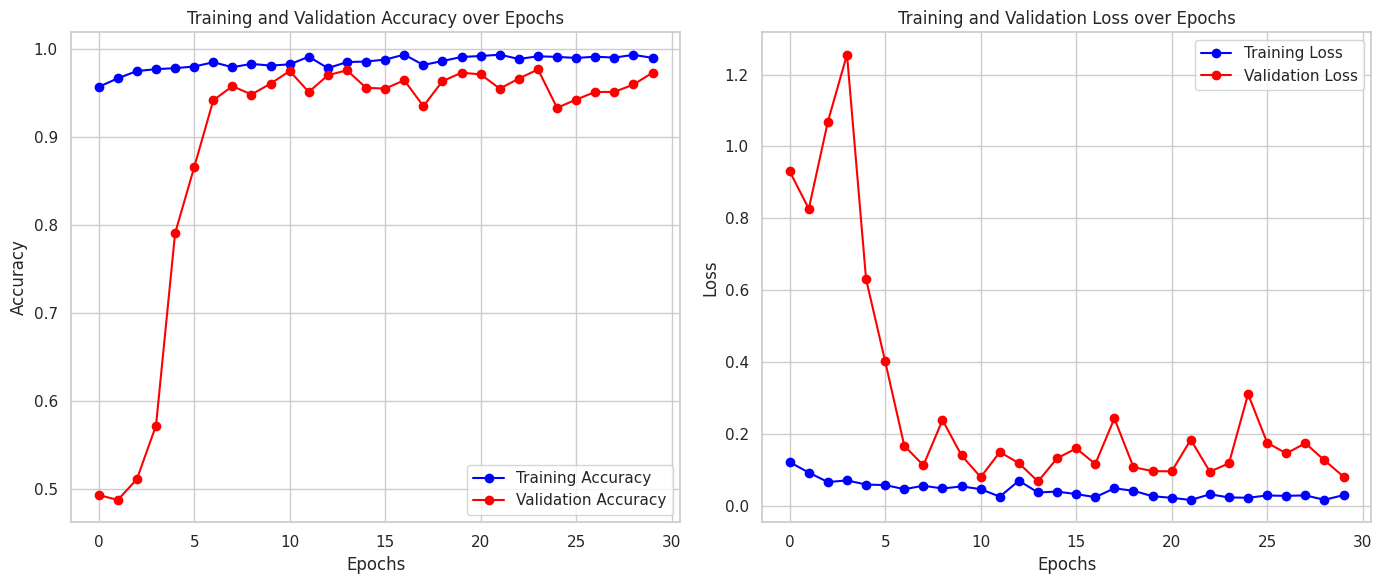 Training and Validation Accuracy over Epochs
1.0
0.9
0.8
0.7
0.6
0.5
Accuracy
0
5
10
15
20
25
30
Epochs
Training Accuracy
Validation Accuracy
Training and Validation Loss over Epochs
1.2
1.0
0.8
0.6
0.4
0.2
0.0
Loss
0
5
10
15
20
25
30
Epochs
Training Loss
Validation Loss